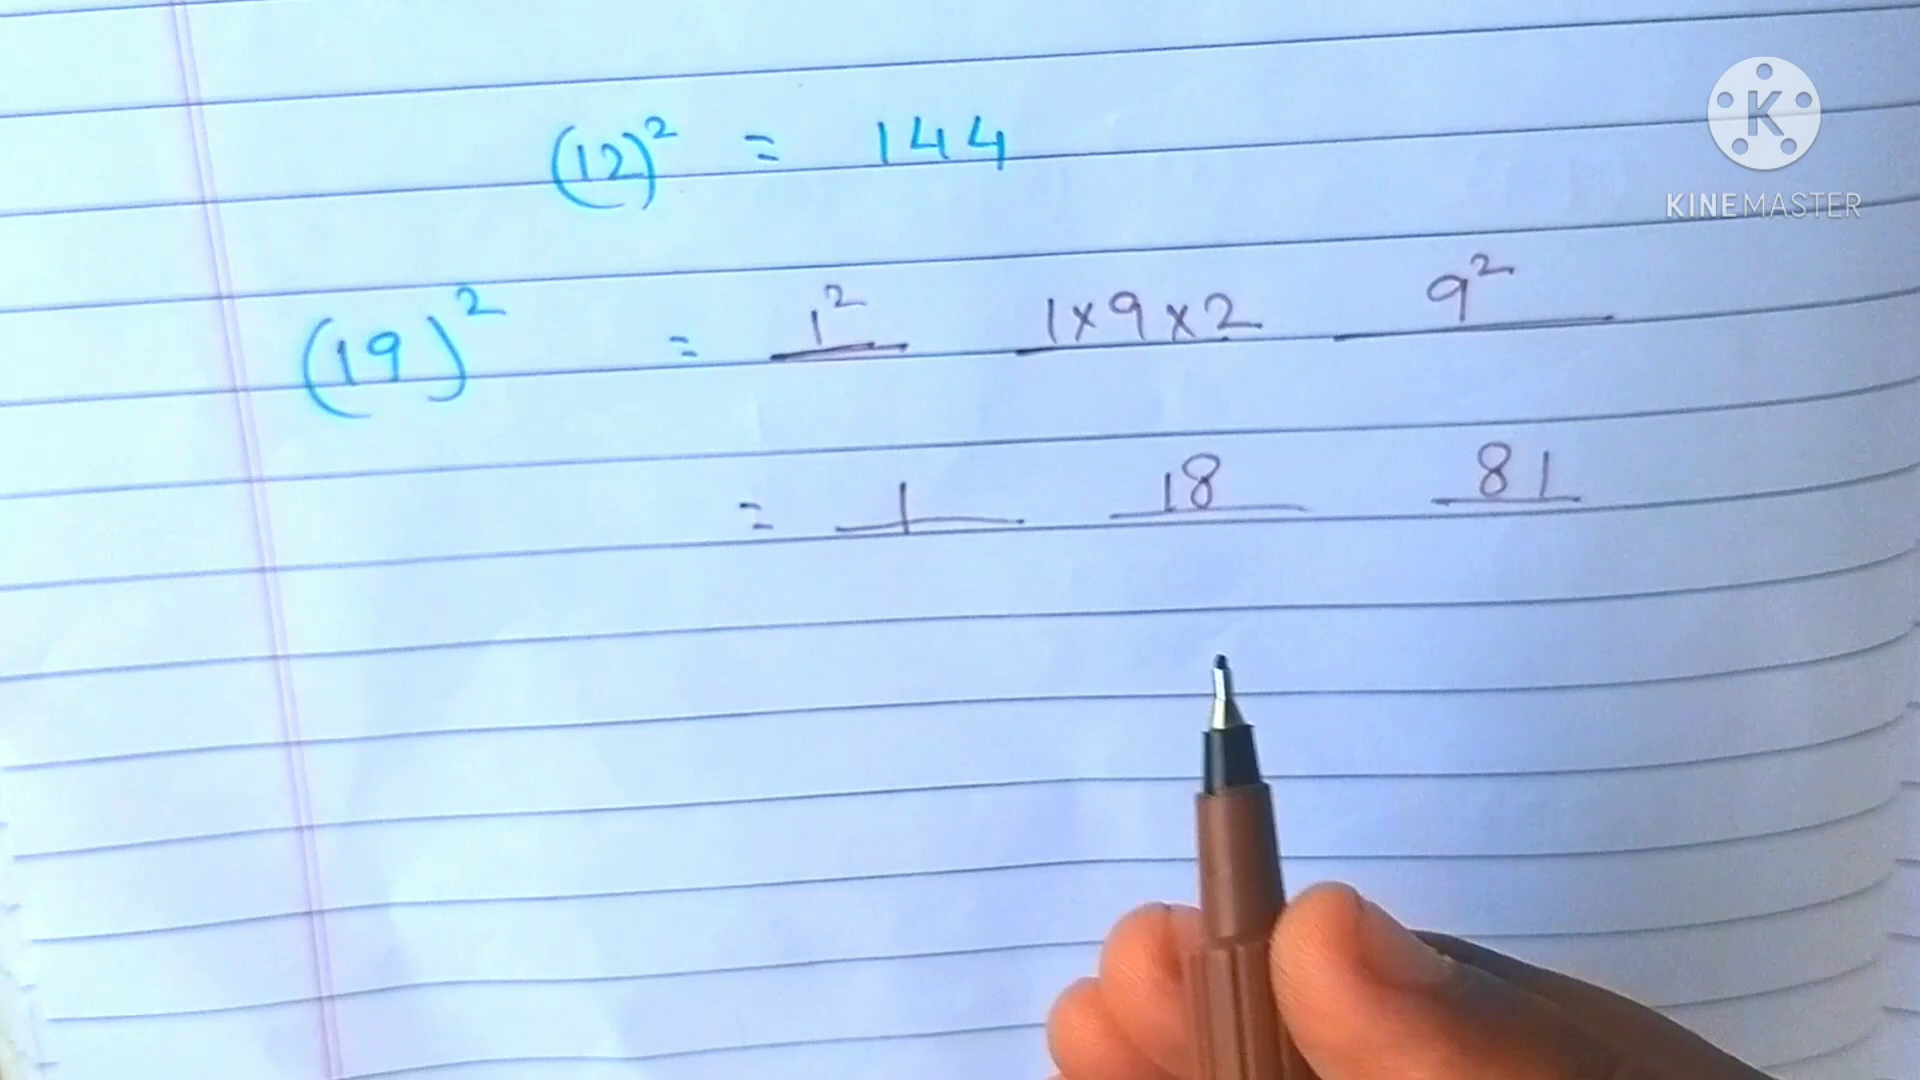 (12)² = 144
K
KINEMASTER
(19)² = 1² 1×9×2 9²
= 1 18 81